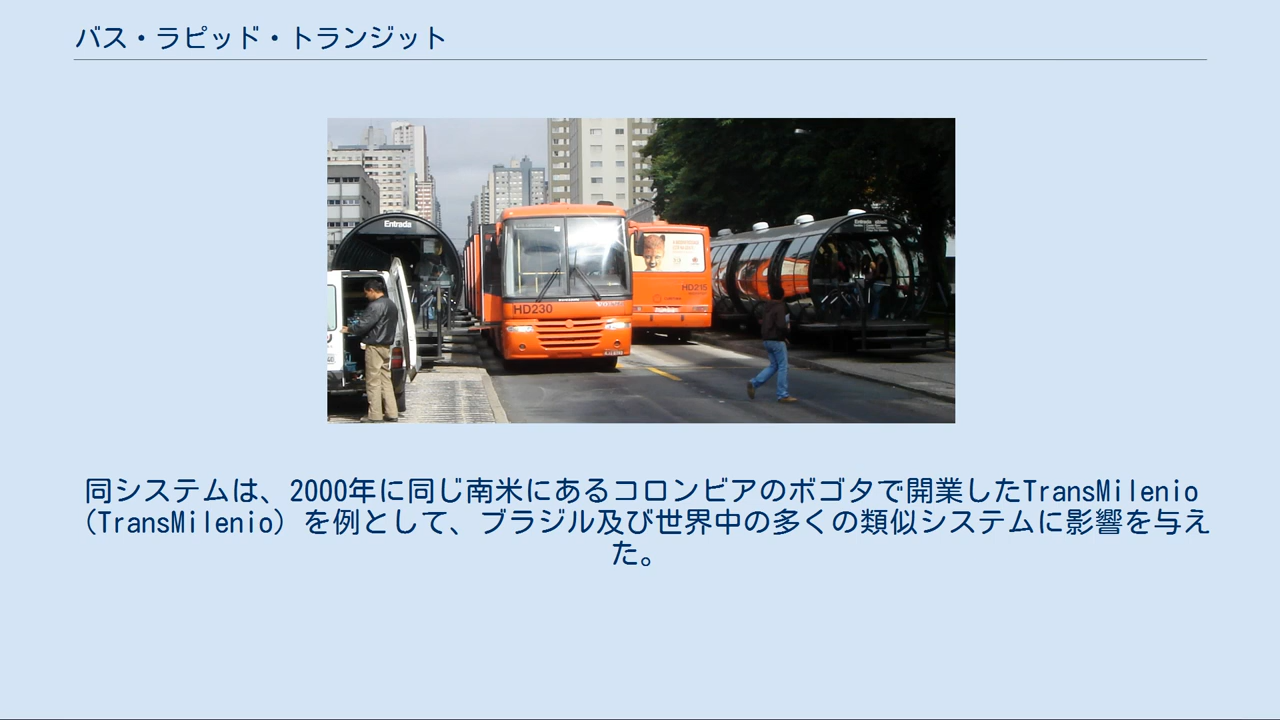 バス・ラピッド・トランジット
Entrada
HD230
HD215
同システムは、2000年に同じ南米にあるコロンビアのボゴタで開業したTransMilenio
（TransMilenio）を例として、ブラジル及び世界中の多くの類似システムに影響を与え
た。